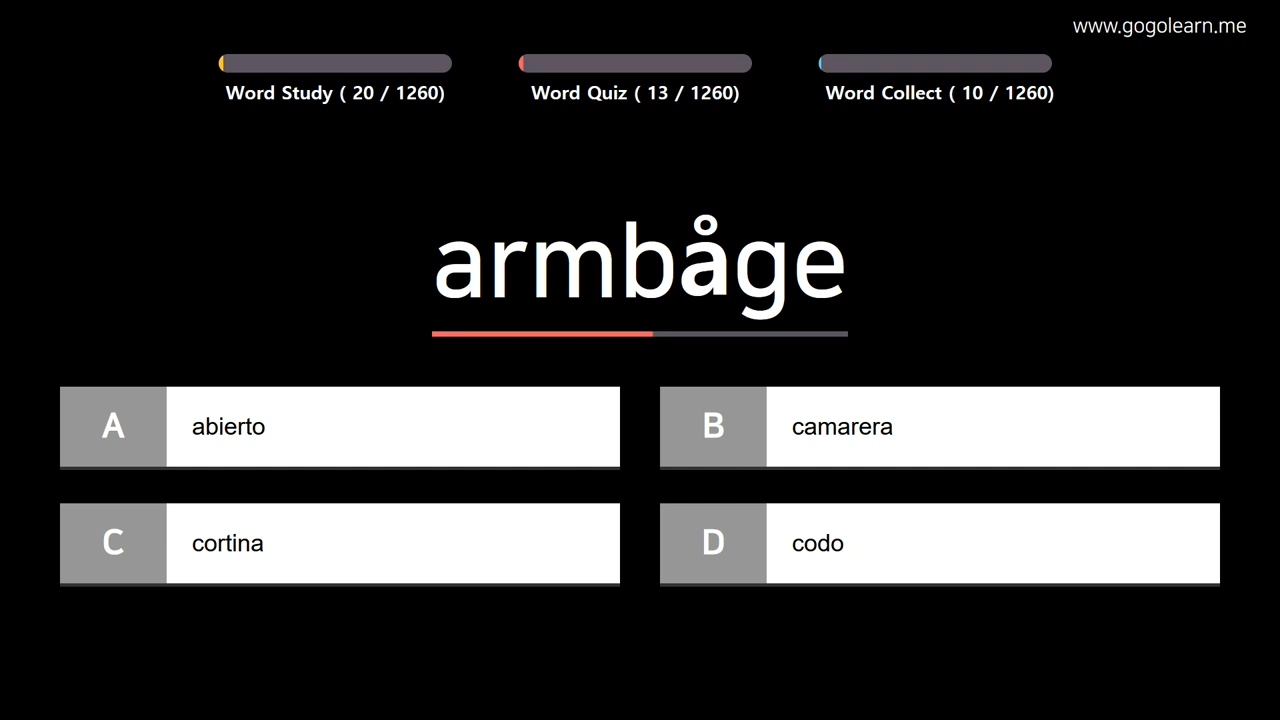 www.gogolearn.me
Word Study ( 20 / 1260)
Word Quiz ( 13 / 1260)
Word Collect ( 10 / 1260)
armbåge
A abierto
B camarera
C cortina
D codo